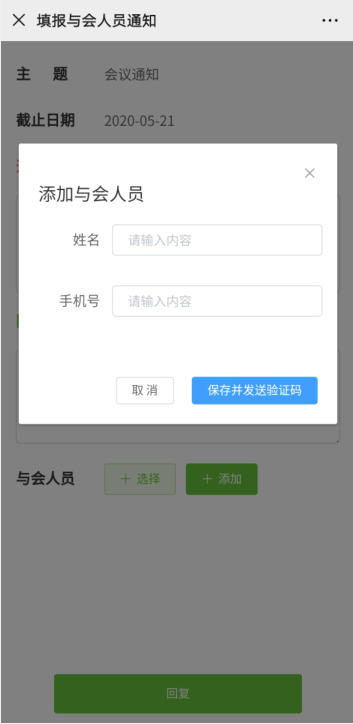 填报与会人员通知
主 题 会议通知
截止日期 2020-05-21
添加与会人员
姓名 请输入内容
手机号 请输入内容
取消 保存并发送验证码
与会人员 + 选择 + 添加
回复